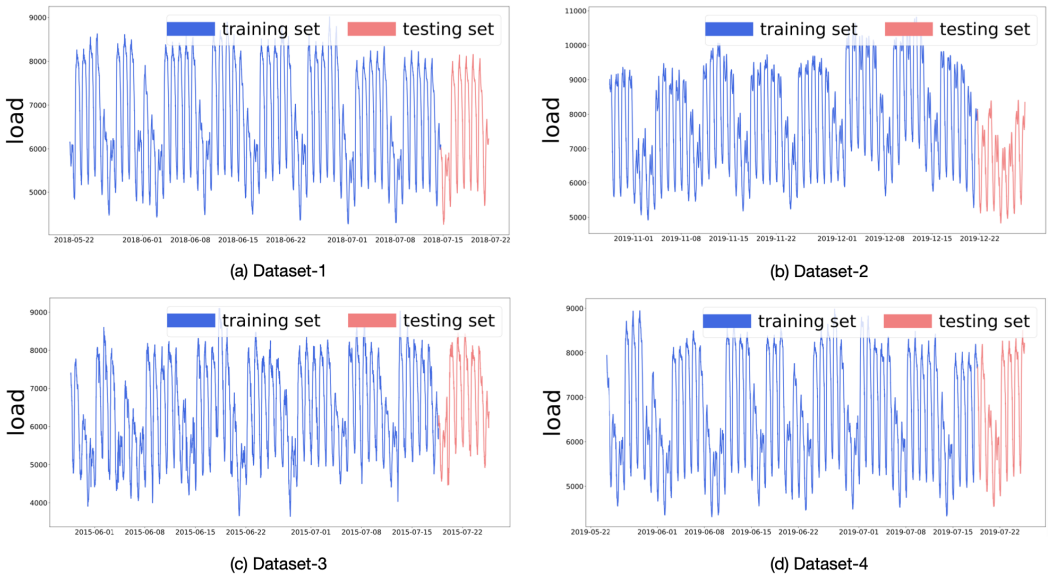 training set testing set
9000
8000
7000
6000
5000
load
2018-05-22 2018-06-01 2018-06-08 2018-06-15 2018-06-22 2018-07-01 2018-07-08 2018-07-15 2018-07-22
(a) Dataset-1
training set testing set
11000
10000
9000
8000
7000
6000
5000
load
2019-11-01 2019-11-08 2019-11-15 2019-11-22 2019-12-01 2019-12-08 2019-12-15 2019-12-22
(b) Dataset-2
training set testing set
9000
8000
7000
6000
5000
4000
load
2015-06-01 2015-06-08 2015-06-15 2015-06-22 2015-07-01 2015-07-08 2015-07-15 2015-07-22
(c) Dataset-3
training set testing set
9000
8000
7000
6000
5000
load
2019-05-22 2019-06-01 2019-06-08 2019-06-15 2019-06-22 2019-07-01 2019-07-08 2019-07-15 2019-07-22
(d) Dataset-4